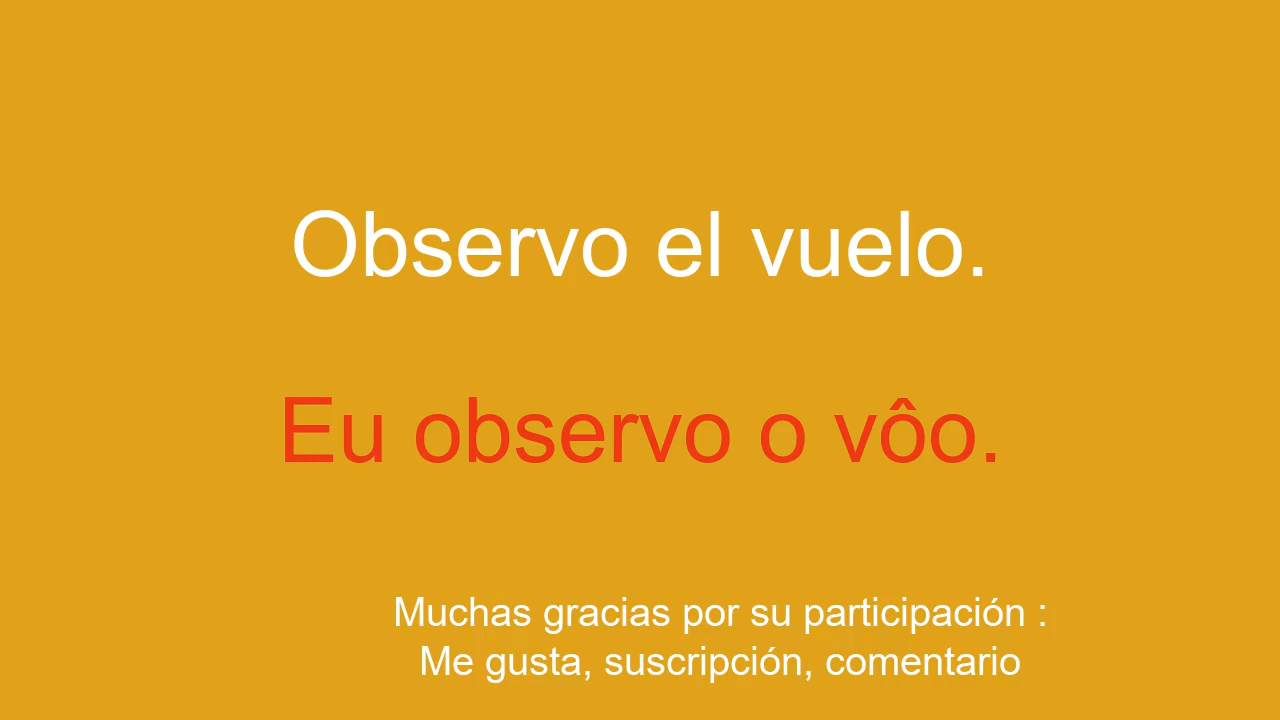 Observo el vuelo.
Eu observo o vôo.
Muchas gracias por su participación :
Me gusta, suscripción, comentario